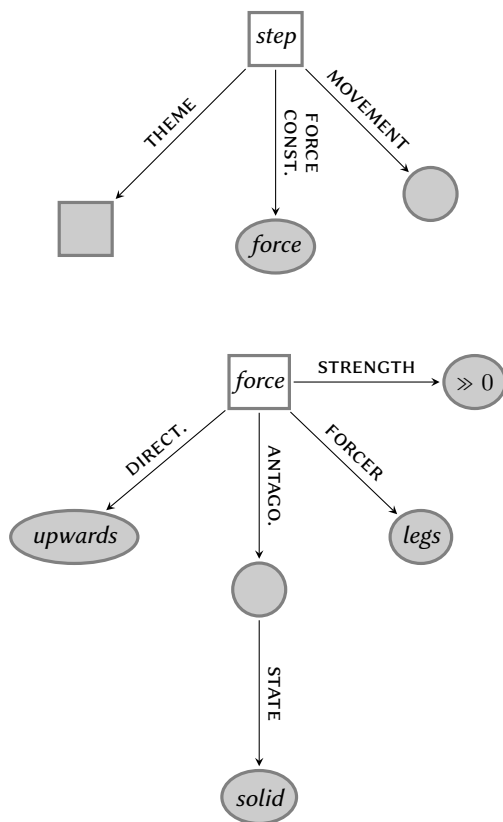 step
THEME
FORCE
CONST.
MOVEMENT
force
force
STRENGTH
≫ 0
DIRECT.
ANTAGO.
FORCER
upwards
legs
STATE
solid